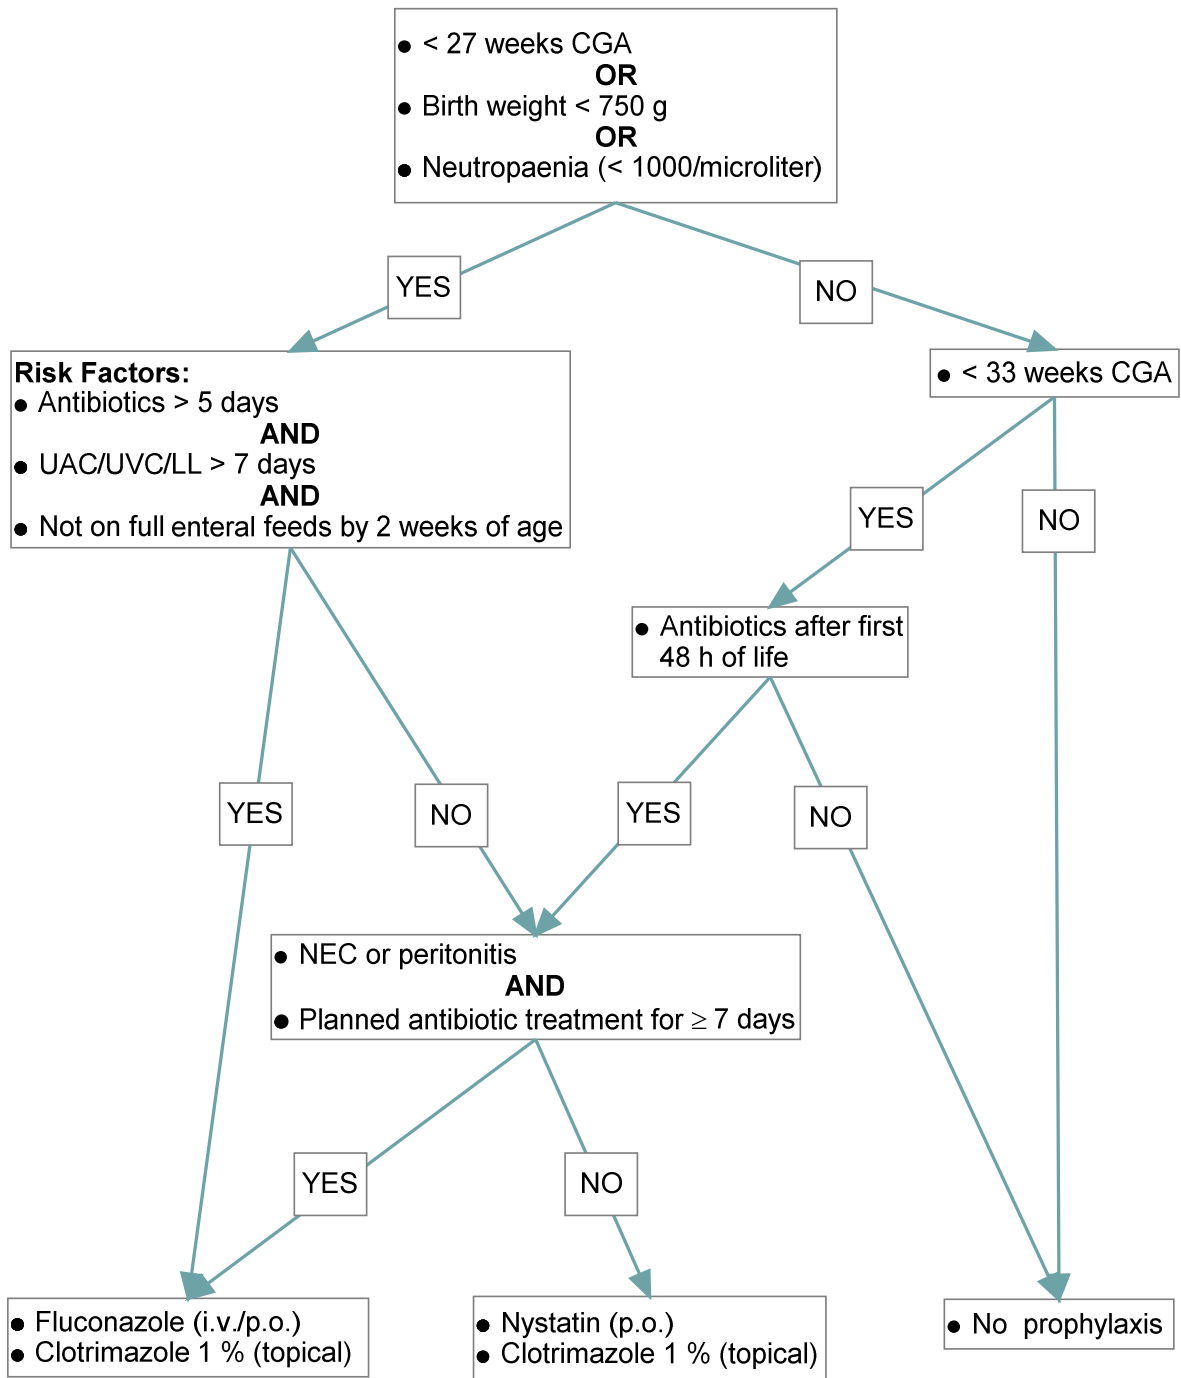 ● < 27 weeks CGA
OR
● Birth weight < 750 g
OR
● Neutropaenia (< 1000/microliter)
YES
NO
Risk Factors:
● Antibiotics > 5 days
AND
● UAC/UVC/LL > 7 days
AND
● Not on full enteral feeds by 2 weeks of age
● < 33 weeks CGA
YES
NO
● Antibiotics after first
48 h of life
YES
NO
YES
NO
● NEC or peritonitis
AND
● Planned antibiotic treatment for ≥ 7 days
YES
NO
● Fluconazole (i.v./p.o.)
● Clotrimazole 1 % (topical)
● Nystatin (p.o.)
● Clotrimazole 1 % (topical)
● No prophylaxis